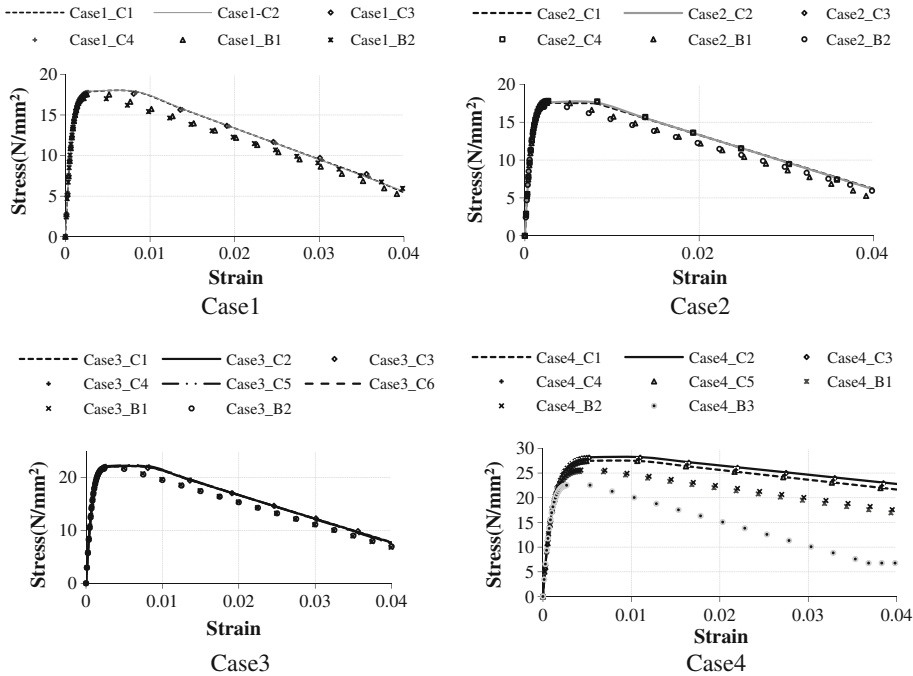 Case1_C1 Case1-C2 Case1_C3
Case1_C4 Case1_B1 Case1_B2
Stress(N/mm²)
20
15
10
5
0
0 0.01 0.02 0.03 0.04
Strain
Case1
Case2_C1 Case2_C2 Case2_C3
Case2_C4 Case2_B1 Case2_B2
Stress(N/mm²)
20
15
10
5
0
0 0.02 0.04
Strain
Case2
Case3_C1 Case3_C2 Case3_C3
Case3_C4 Case3_C5 Case3_C6
Case3_B1 Case3_B2
Stress(N/mm²)
20
10
0
0 0.01 0.02 0.03 0.04
Strain
Case3
Case4_C1 Case4_C2 Case4_C3
Case4_C4 Case4_C5 Case4_B1
Case4_B2 Case4_B3
Stress(N/mm²)
30
25
20
15
10
5
0
0 0.01 0.02 0.03 0.04
Strain
Case4